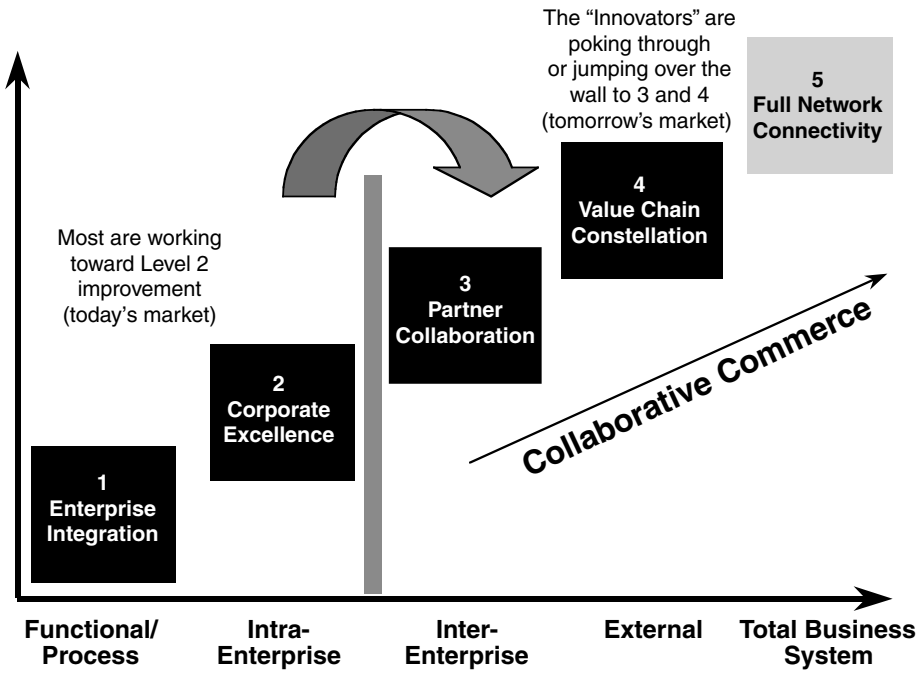 The “Innovators” are
poking through
or jumping over the
wall to 3 and 4
(tomorrow’s market)
5
Full Network
Connectivity
4
Value Chain
Constellation
Most are working
toward Level 2
improvement
(today’s market)
3
Partner
Collaboration
2
Corporate
Excellence
Collaborative Commerce
1
Enterprise
Integration
Functional/
Process
Intra-
Enterprise
Inter-
Enterprise
External
Total Business
System